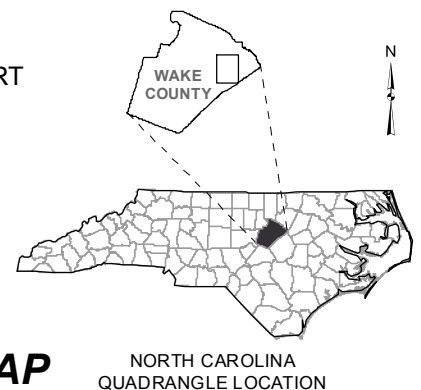 RT
N
WAKE
COUNTY
AP
NORTH CAROLINA
QUADRANGLE LOCATION